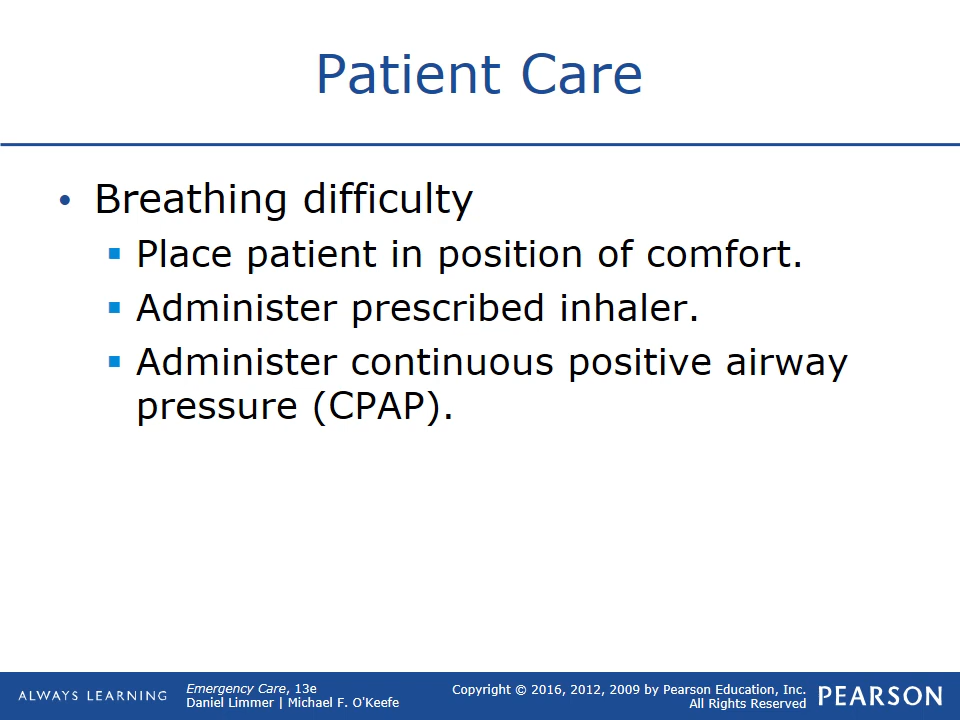 Patient Care
• Breathing difficulty
▪ Place patient in position of comfort.
▪ Administer prescribed inhaler.
▪ Administer continuous positive airway
pressure (CPAP).
ALWAYS LEARNING
Emergency Care, 13e
Daniel Limmer | Michael F. O'Keefe
Copyright © 2016, 2012, 2009 by Pearson Education, Inc.
All Rights Reserved
PEARSON